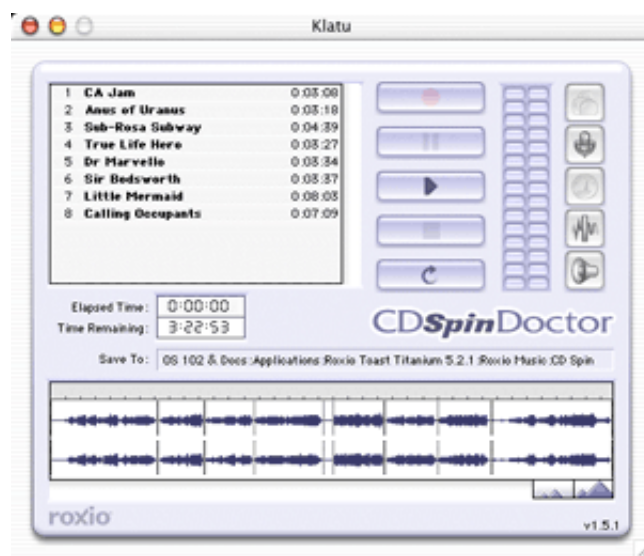 Klatu
1 CA Jam 0:03:08
2 Anus of Uranus 0:03:18
3 Sub-Rosa Subway 0:04:39
4 True Life Hero 0:03:27
5 Dr Marvello 0:03:34
6 Sir Bodsworth 0:03:37
7 Little Mermaid 0:08:03
8 Calling Occupants 0:07:09
Elapsed Time: 0:00:00
Time Remaining: 3:22:53
CDSpinDoctor
Save To: OS 102 & Docs:Applications:Roxio Toast Titanium 5.2.1:Roxio Music:CD Spin
roxio
v1.5.1